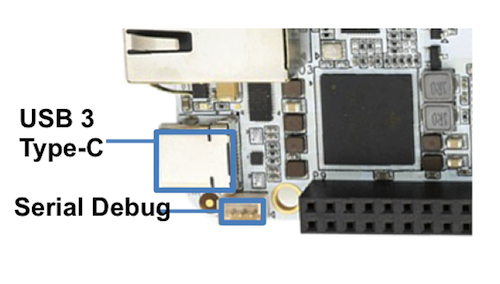 USB 3
Type-C
Serial Debug